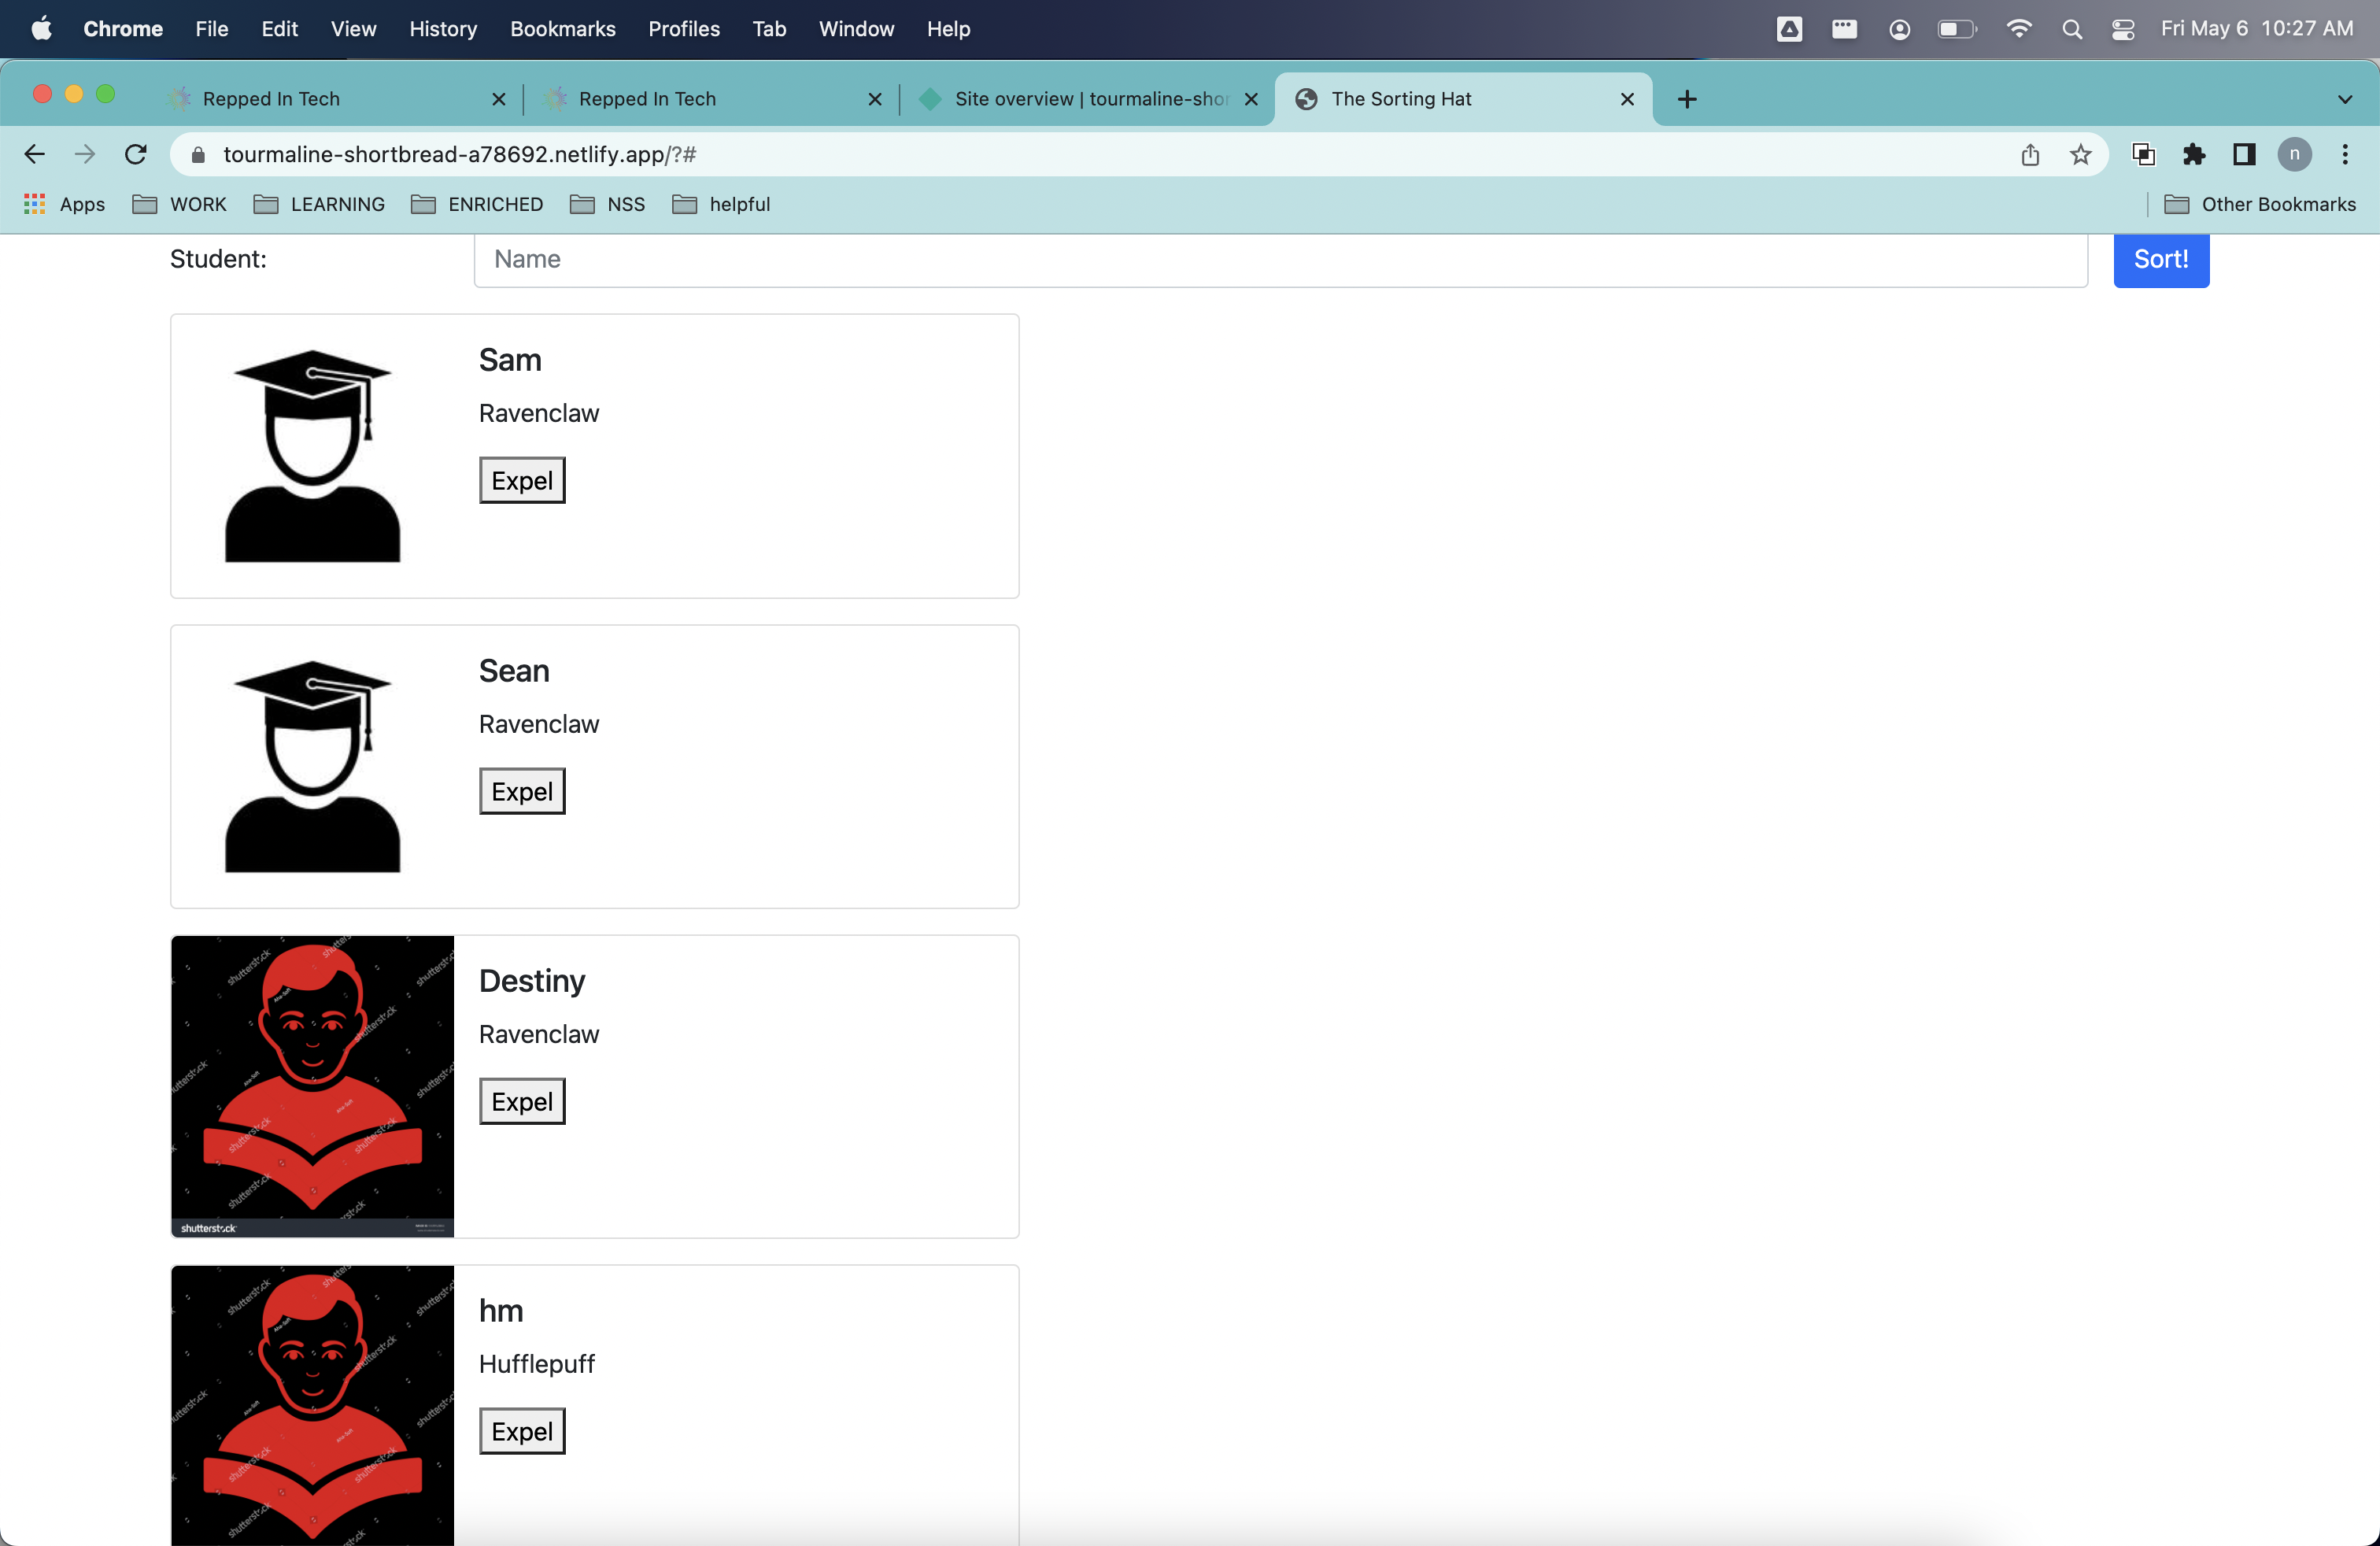 Chrome File Edit View History Bookmarks Profiles Tab Window Help Fri May 6 10:27 AM
Repped In Tech Repped In Tech Site overview | tourmaline-shor The Sorting Hat
tourmaline-shortbread-a78692.netlify.app/?# n
Apps WORK LEARNING ENRICHED NSS helpful Other Bookmarks
Student: Name Sort!
Sam
Ravenclaw
Expel
Sean
Ravenclaw
Expel
Destiny
Ravenclaw
Expel
shutterstock
hm
Hufflepuff
Expel